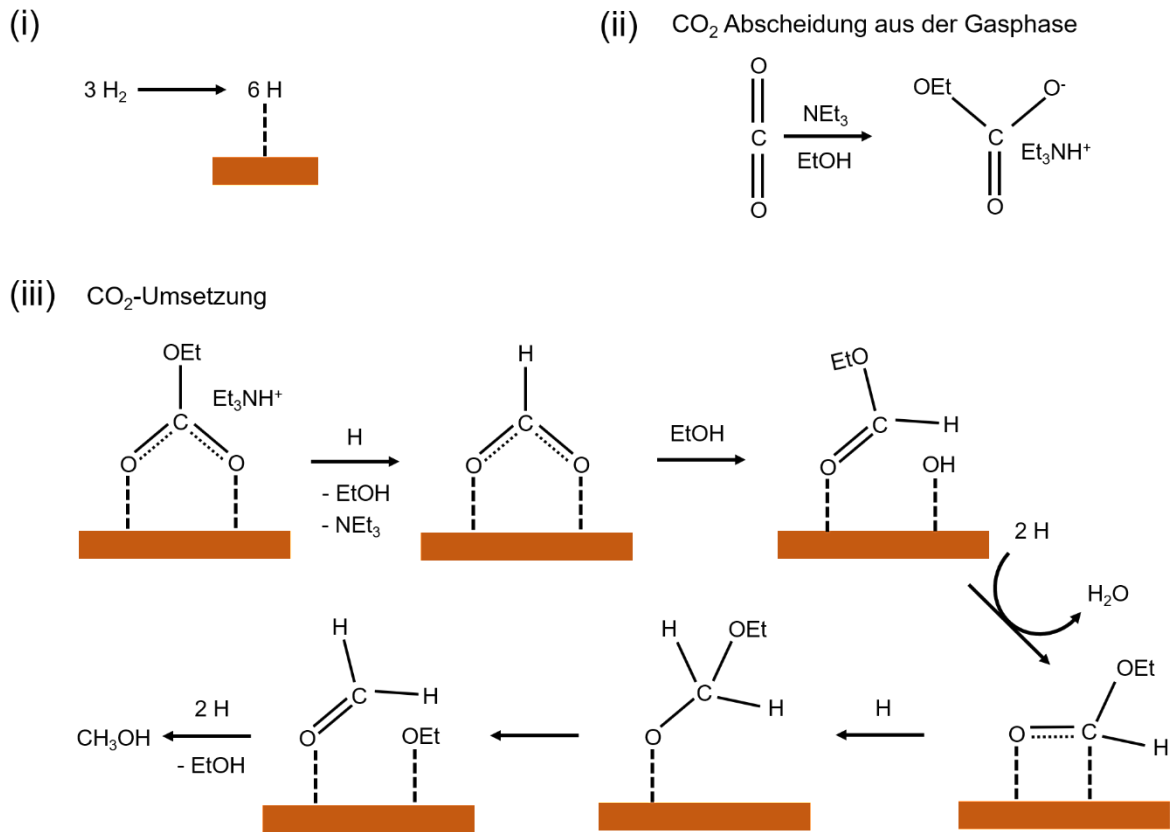 (i)
3 H₂
6 H
(ii) CO₂ Abscheidung aus der Gasphase
O
C
O
NEt₃
EtOH
OEt
O⁻
C
Et₃NH⁺
O
(iii) CO₂-Umsetzung
OEt
Et₃NH⁺
C
O
O
H
- EtOH
- NEt₃
H
C
O
O
EtOH
EtO
C
H
O
OH
2 H
H₂O
OEt
O
C
H
H
H
OEt
C
H
O
H
C
H
O
OEt
2 H
- EtOH
CH₃OH